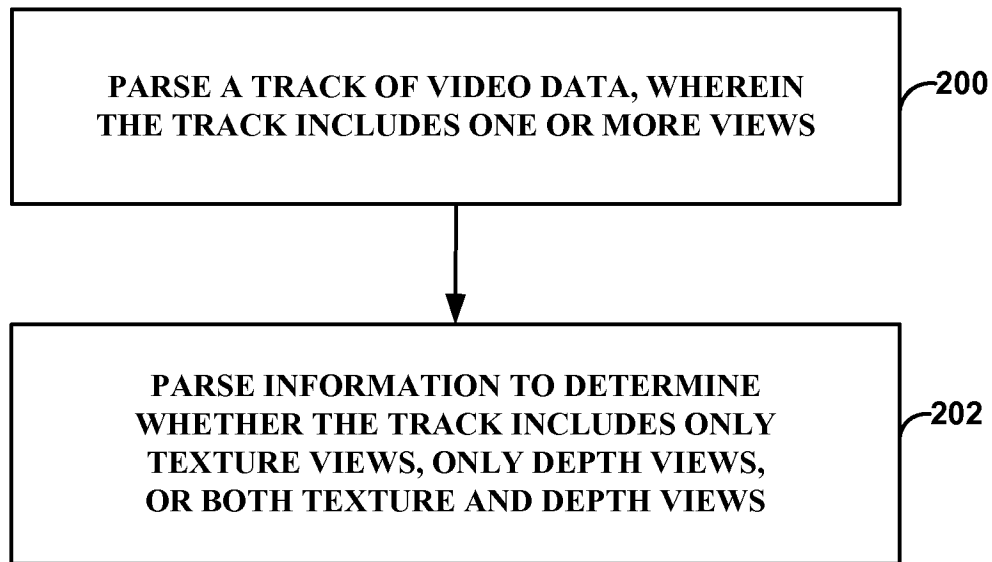 PARSE A TRACK OF VIDEO DATA, WHEREIN
THE TRACK INCLUDES ONE OR MORE VIEWS
200
PARSE INFORMATION TO DETERMINE
WHETHER THE TRACK INCLUDES ONLY
TEXTURE VIEWS, ONLY DEPTH VIEWS,
OR BOTH TEXTURE AND DEPTH VIEWS
202